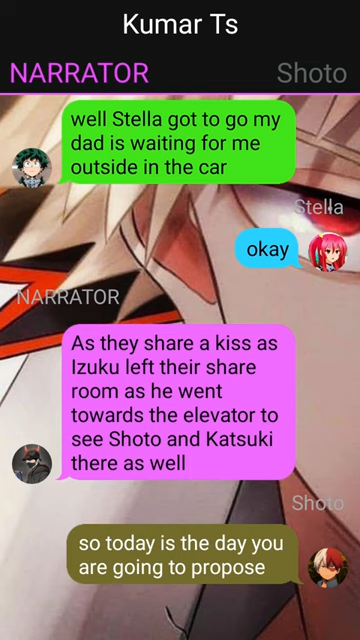 Kumar Ts
NARRATOR
Shoto
well Stella got to go my
dad is waiting for me
outside in the car
Stella
okay
NARRATOR
As they share a kiss as
Izuku left their share
room as he went
towards the elevator to
see Shoto and Katsuki
there as well
Shoto
so today is the day you
are going to propose